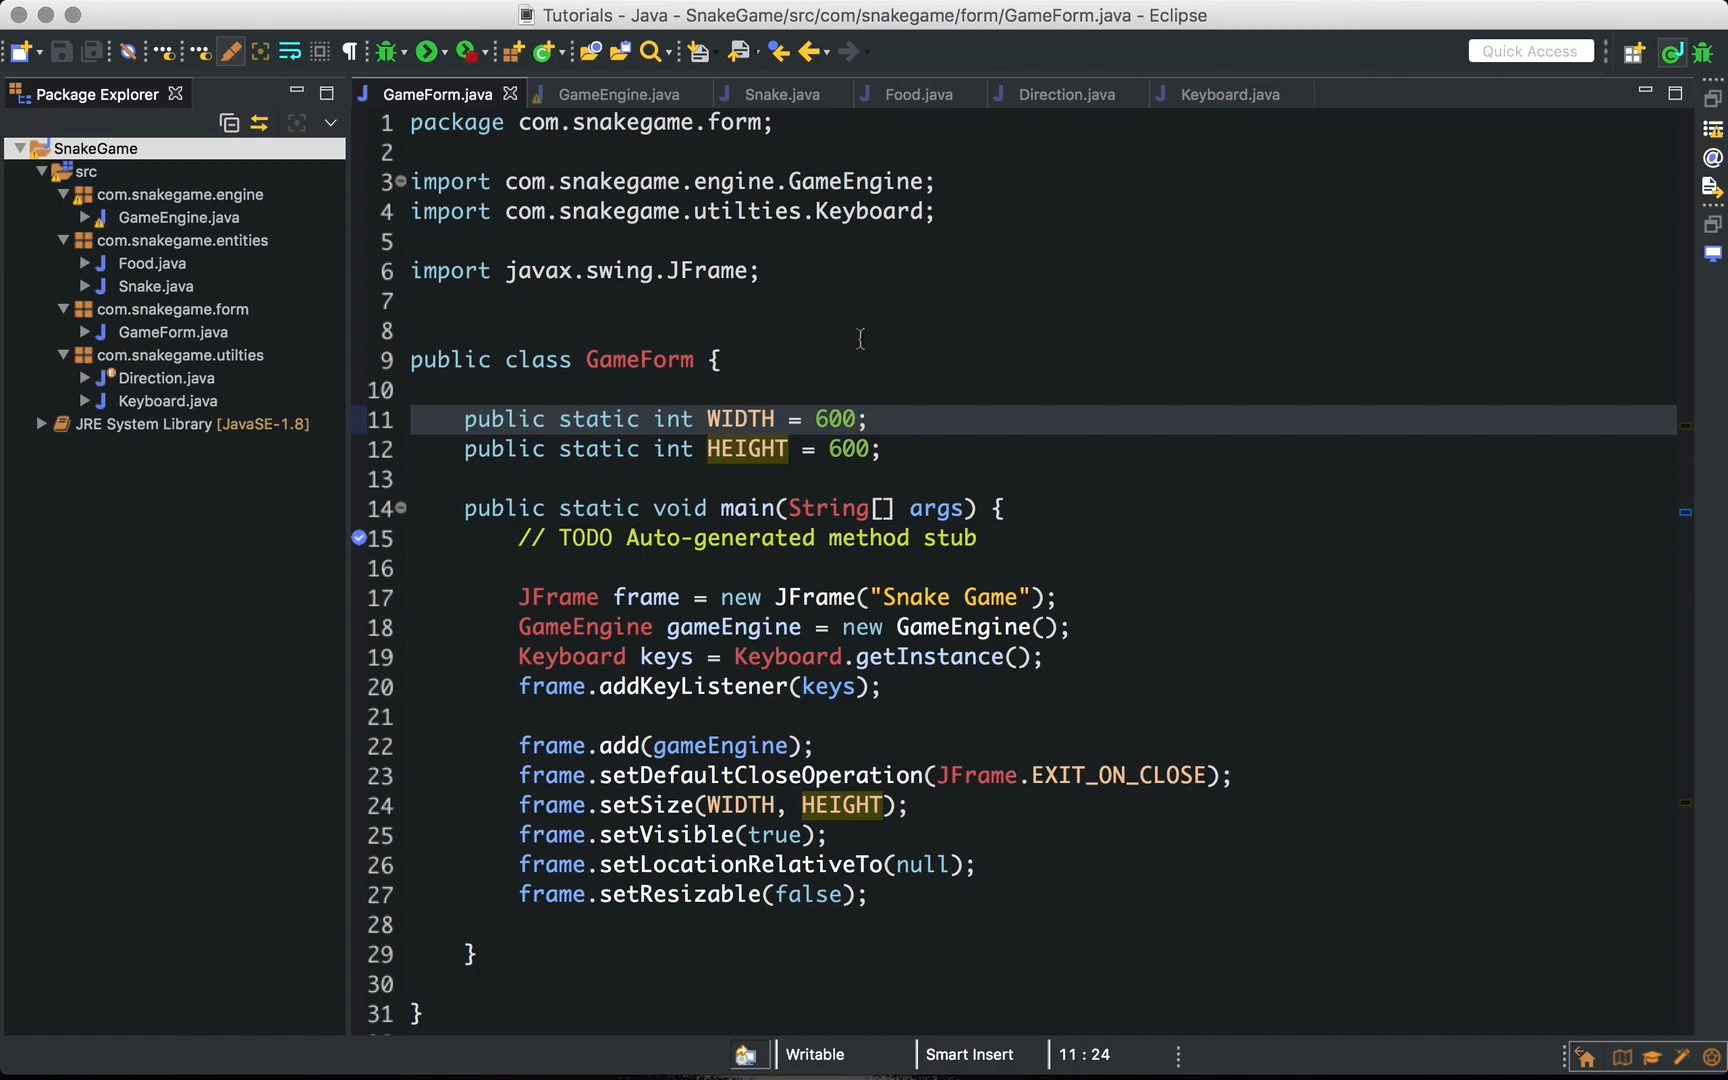 Tutorials - Java - SnakeGame/src/com/snakegame/form/GameForm.java - Eclipse
Quick Access
Package Explorer
GameForm.java
GameEngine.java
Snake.java
Food.java
Direction.java
Keyboard.java
SnakeGame
src
com.snakegame.engine
GameEngine.java
com.snakegame.entities
Food.java
Snake.java
com.snakegame.form
GameForm.java
com.snakegame.utilties
Direction.java
Keyboard.java
JRE System Library [JavaSE-1.8]
1 package com.snakegame.form;
2
3 import com.snakegame.engine.GameEngine;
4 import com.snakegame.utilties.Keyboard;
5
6 import javax.swing.JFrame;
7
8
9 public class GameForm {
10
11 public static int WIDTH = 600;
12 public static int HEIGHT = 600;
13
14 public static void main(String[] args) {
15 // TODO Auto-generated method stub
16
17 JFrame frame = new JFrame("Snake Game");
18 GameEngine gameEngine = new GameEngine();
19 Keyboard keys = Keyboard.getInstance();
20 frame.addKeyListener(keys);
21
22 frame.add(gameEngine);
23 frame.setDefaultCloseOperation(JFrame.EXIT_ON_CLOSE);
24 frame.setSize(WIDTH, HEIGHT);
25 frame.setVisible(true);
26 frame.setLocationRelativeTo(null);
27 frame.setResizable(false);
28
29 }
30
31 }
Writable
Smart Insert
11 : 24